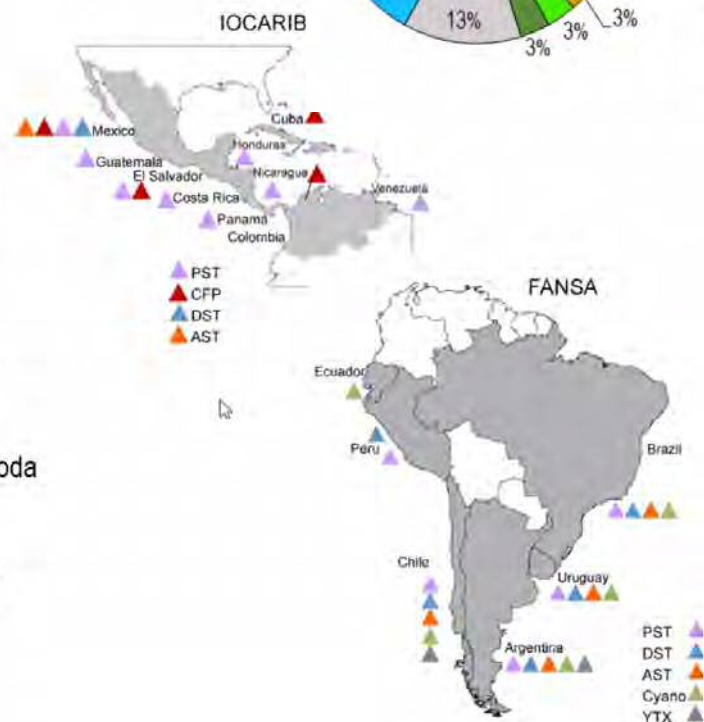 IOCARIB
13%
3%
3%
3%
Cuba
Mexico
Honduras
Guatemala
Nicaragua
El Salvador
Venezuela
Costa Rica
Panama
Colombia
PST
CFP
DST
AST
FANSA
Ecuador
Peru
Brazil
oda
Chile
Uruguay
Argentina
PST
DST
AST
Cyano
YTX